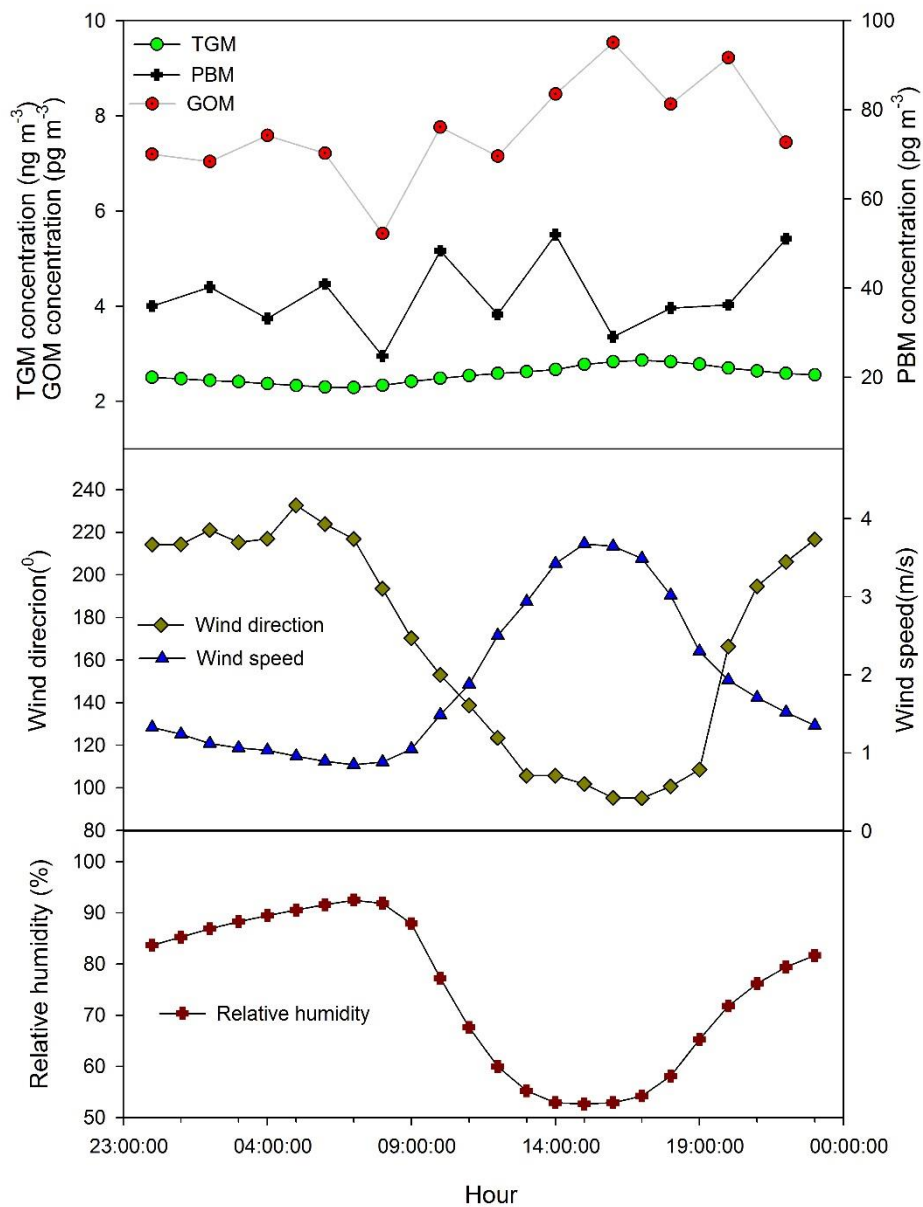 10
8
6
4
2
TGM concentration (ng m-3)
GOM concentration (pg m-3)
TGM
PBM
GOM
100
80
60
40
20
PBM concentration (pg m-3)
240
220
200
180
160
140
120
100
80
Wind direcrion(0)
Wind direction
Wind speed
4
3
2
1
0
Wind speed(m/s)
100
90
80
70
60
50
Relative humidity (%)
Relative humidity
23:00:00 04:00:00 09:00:00 14:00:00 19:00:00 00:00:00
Hour